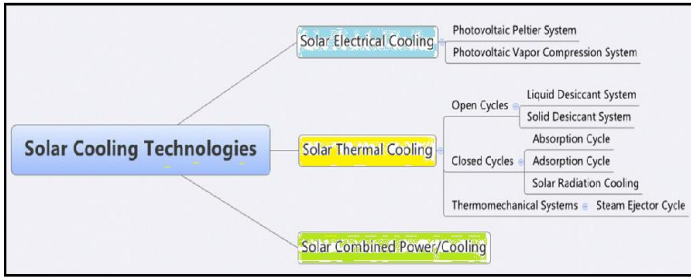 Solar Cooling Technologies
Solar Electrical Cooling
Photovoltaic Peltier System
Photovoltaic Vapor Compression System
Solar Thermal Cooling
Open Cycles
Liquid Desiccant System
Solid Desiccant System
Closed Cycles
Absorption Cycle
Adsorption Cycle
Solar Radiation Cooling
Thermomechanical Systems
Steam Ejector Cycle
Solar Combined Power/Cooling